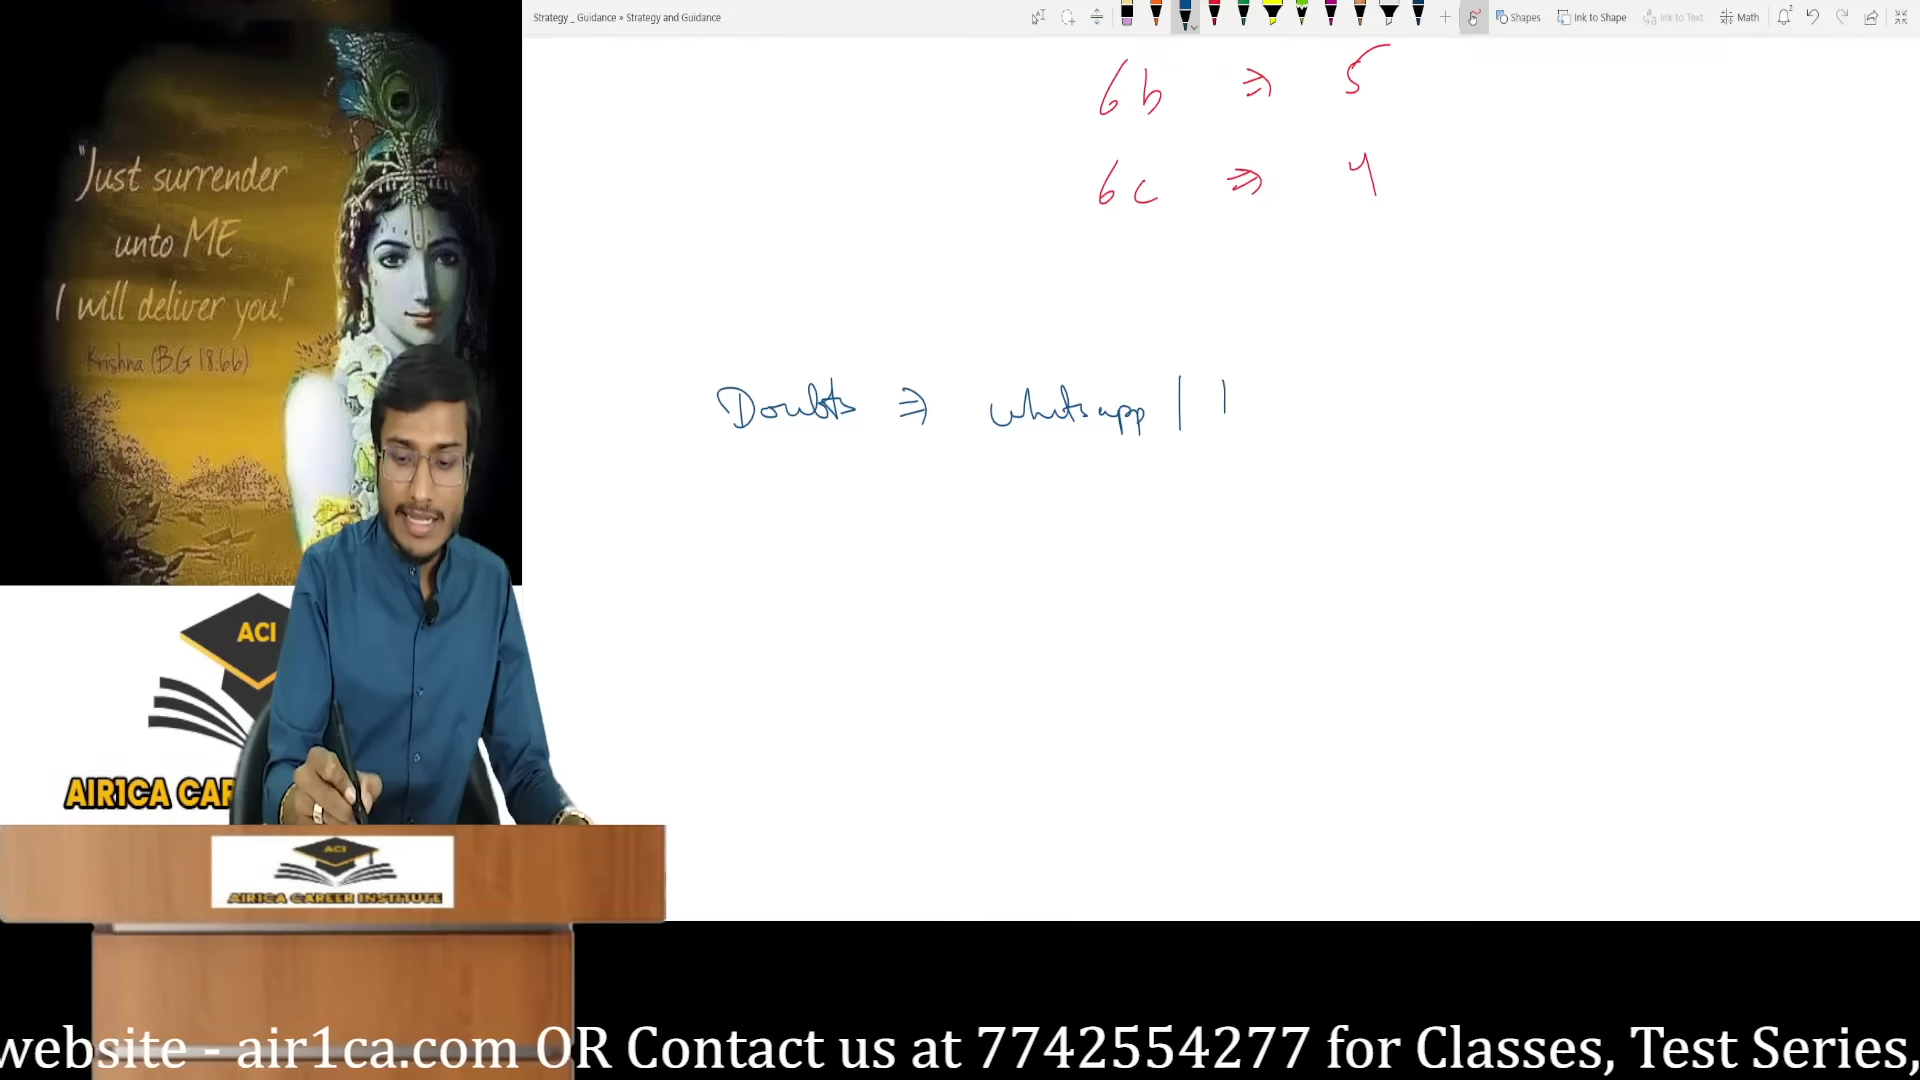 Strategy _ Guidance » Strategy and Guidance
Shapes
Ink to Shape
Ink to Text
Math
6b ⇒ 5
6c ⇒ 4
"Just surrender
unto ME
I will deliver you!"
Krishna (B.G 18.66)
Doubts ⇒ whatsapp | |
ACI
AIR1CA CAR
ACI
AIR1CA CAREER INSTITUTE
website - air1ca.com OR Contact us at 7742554277 for Classes, Test Series,